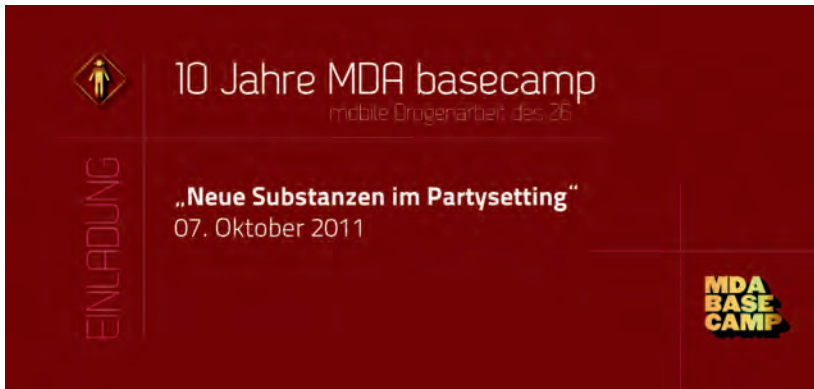 10 Jahre MDA basecamp
mobile Drogenarbeit des Z6
EINLADUNG
„Neue Substanzen im Partysetting“
07. Oktober 2011
MDA
BASE
CAMP